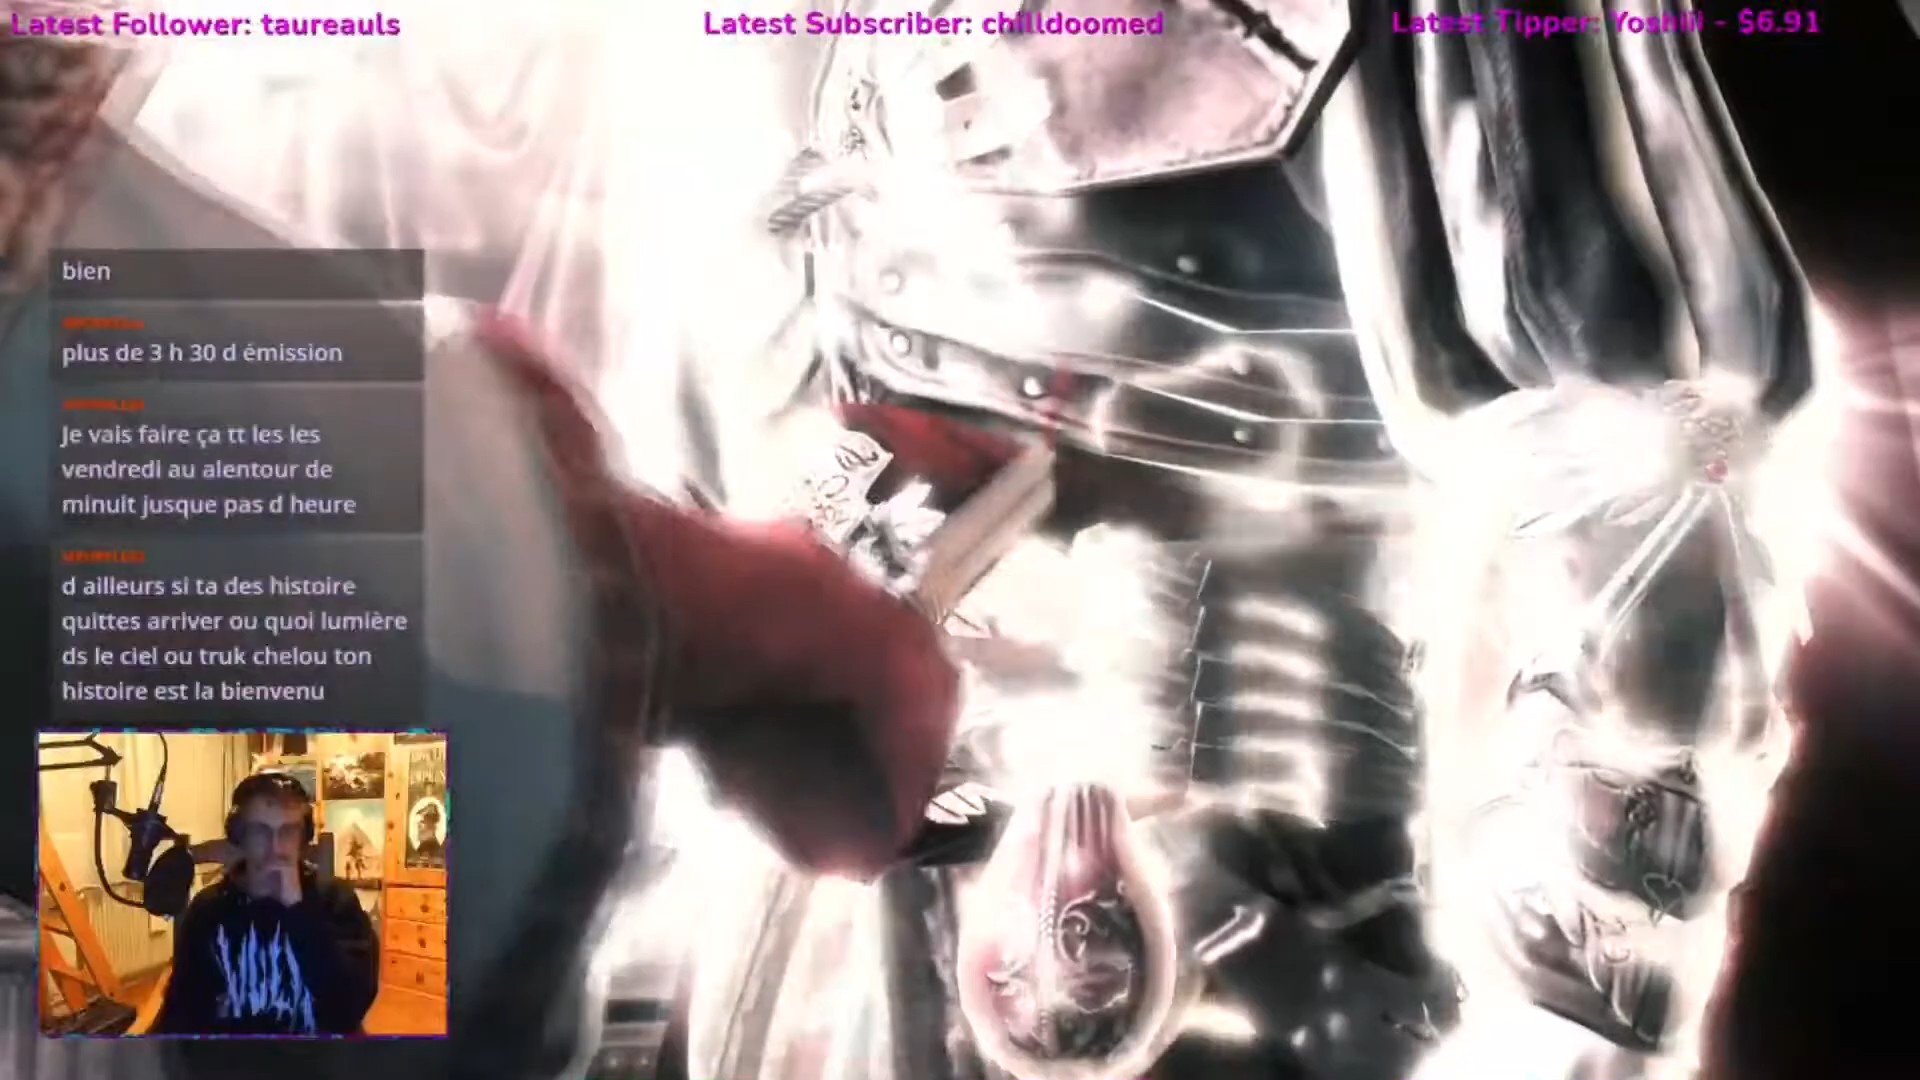 Latest Follower: taureauls
Latest Subscriber: chilldoomed
Latest Tipper: Yoshiii - $6.91
bien
plus de 3 h 30 d émission
Je vais faire ça tt les les
vendredi au alentour de
minuit jusque pas d heure
d ailleurs si ta des histoire
quittes arriver ou quoi lumière
ds le ciel ou truk chelou ton
histoire est la bienvenu